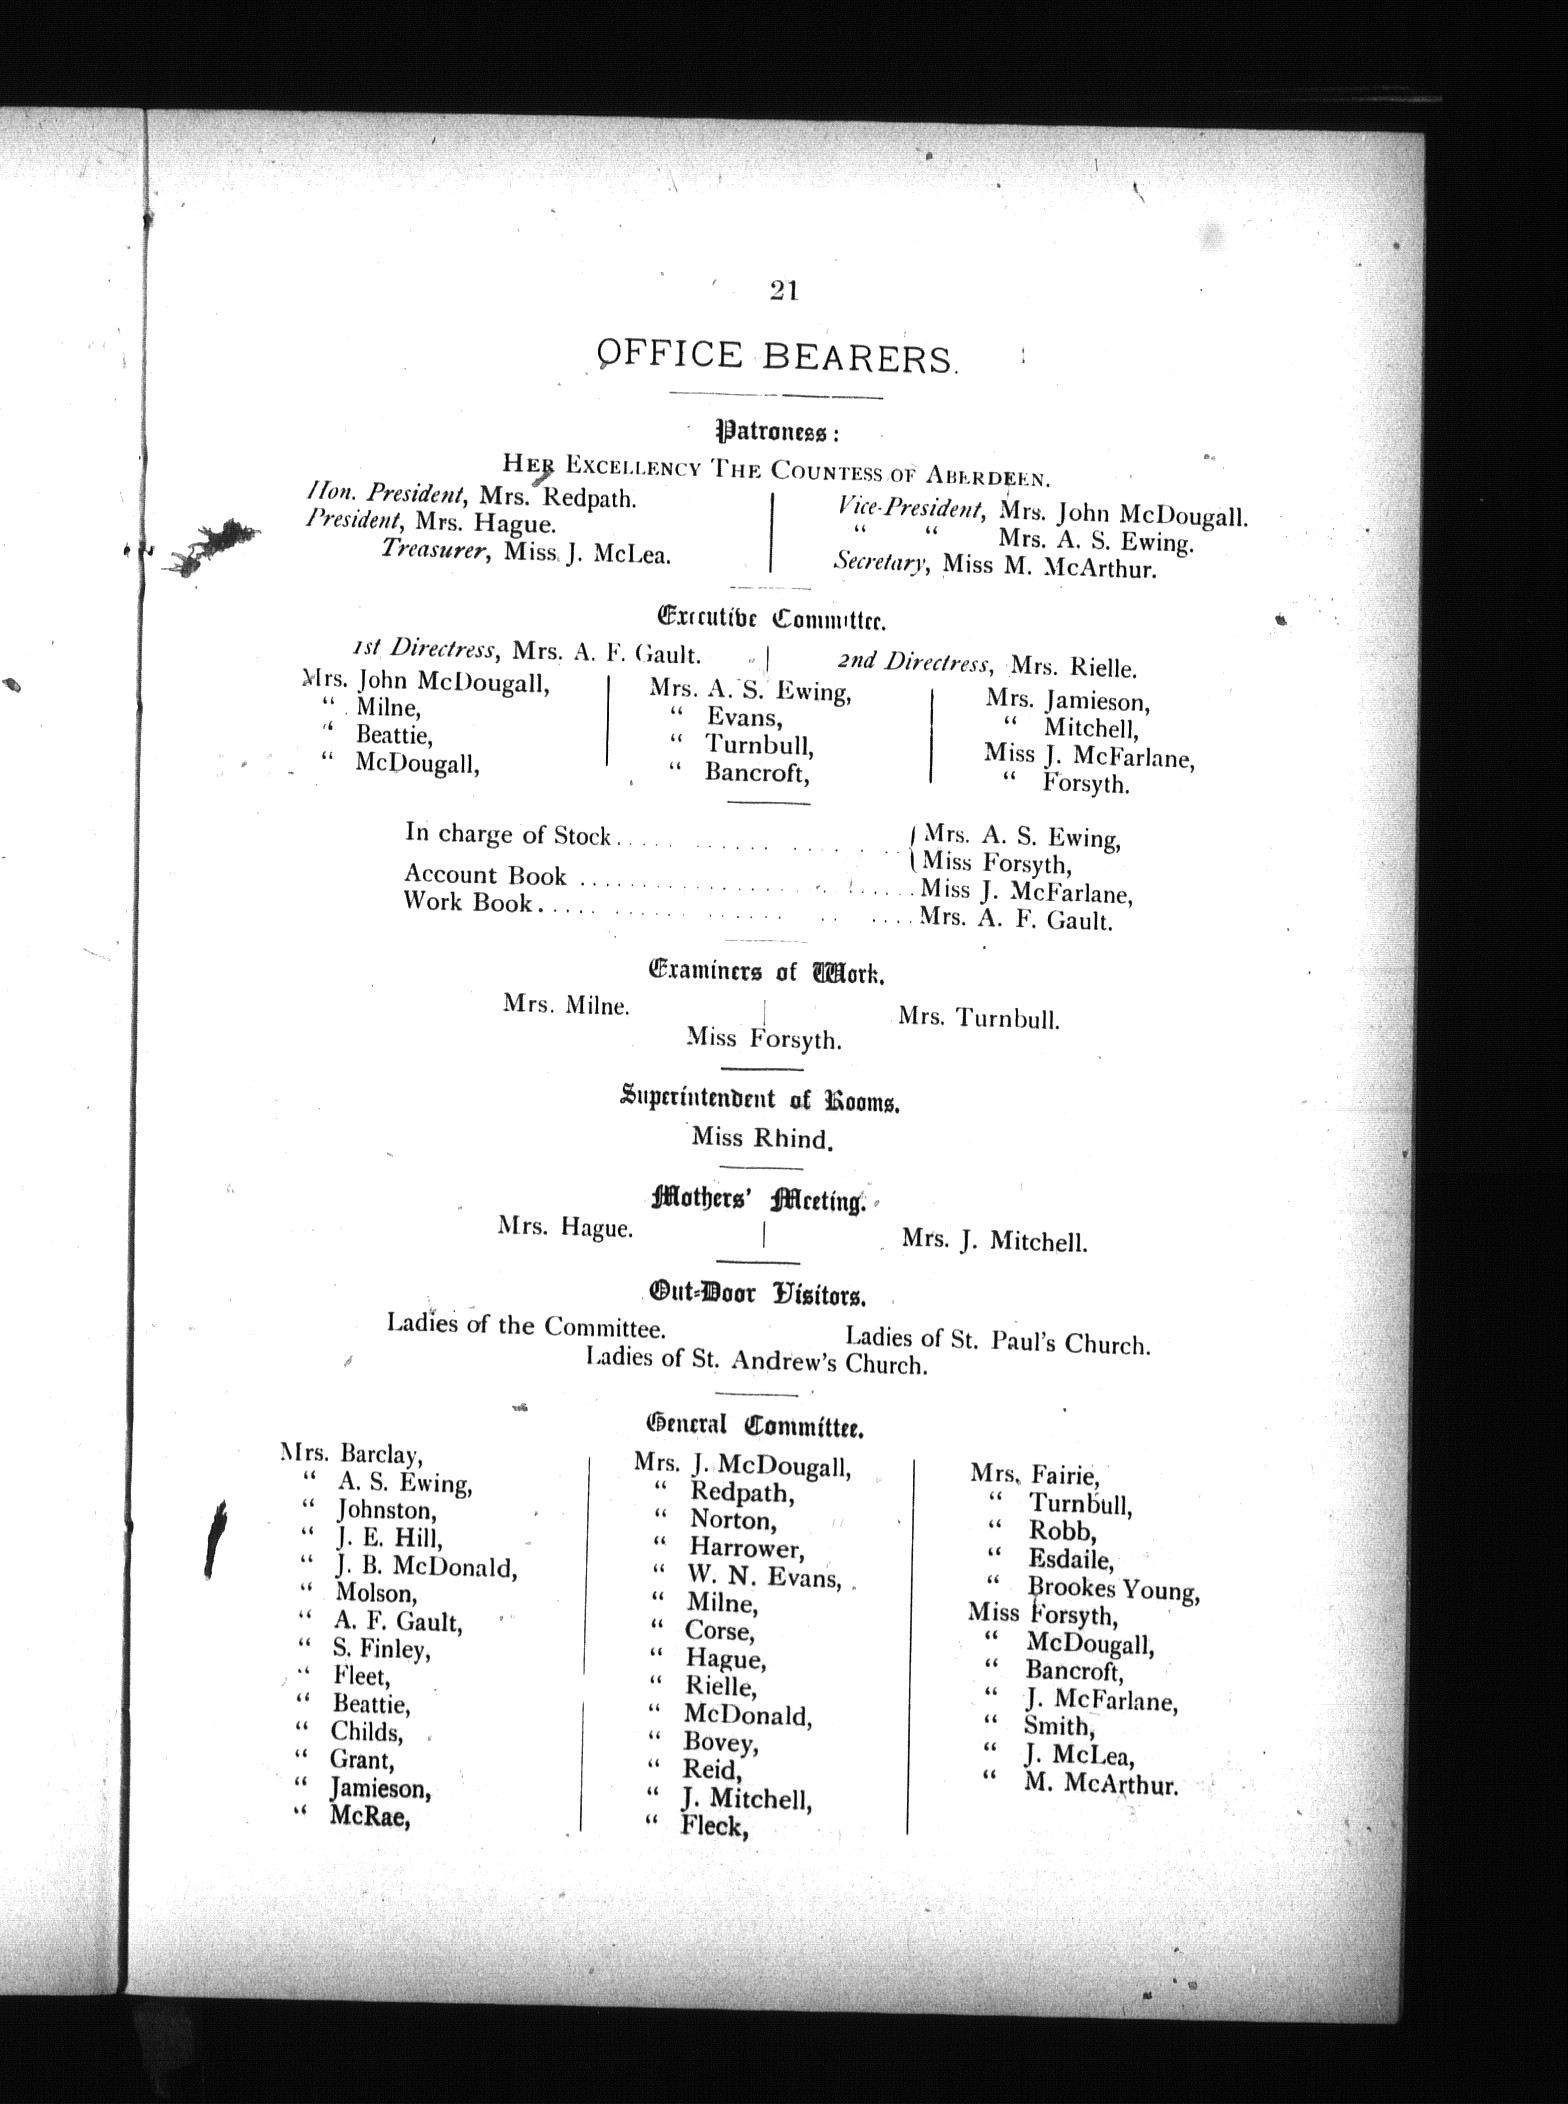 21
OFFICE BEARERS.
Patroness:
HER EXCELLENCY THE COUNTESS OF ABERDEEN.
Hon. President, Mrs. Redpath.
President, Mrs. Hague.
Treasurer, Miss J. McLea.
Vice-President, Mrs. John McDougall.
“ “ Mrs. A. S. Ewing.
Secretary, Miss M. McArthur.
Executive Committee.
1st Directress, Mrs. A. F. Gault.
2nd Directress, Mrs. Rielle.
Mrs. John McDougall,
“ Milne,
“ Beattie,
“ McDougall,
Mrs. A. S. Ewing,
“ Evans,
“ Turnbull,
“ Bancroft,
Mrs. Jamieson,
“ Mitchell,
Miss J. McFarlane,
“ Forsyth.
In charge of Stock.......... { Mrs. A. S. Ewing,
Miss Forsyth,
Account Book .......... Miss J. McFarlane,
Work Book.......... Mrs. A. F. Gault.
Examiners of Work.
Mrs. Milne.
Mrs. Turnbull.
Miss Forsyth.
Superintendent of Rooms.
Miss Rhind.
Mothers' Meeting.
Mrs. Hague.
Mrs. J. Mitchell.
Out-Door Visitors.
Ladies of the Committee.
Ladies of St. Paul's Church.
Ladies of St. Andrew's Church.
General Committee.
Mrs. Barclay,
“ A. S. Ewing,
“ Johnston,
“ J. E. Hill,
“ J. B. McDonald,
“ Molson,
“ A. F. Gault,
“ S. Finley,
“ Fleet,
“ Beattie,
“ Childs,
“ Grant,
“ Jamieson,
“ McRae,
Mrs. J. McDougall,
“ Redpath,
“ Norton,
“ Harrower,
“ W. N. Evans,
“ Milne,
“ Corse,
“ Hague,
“ Rielle,
“ McDonald,
“ Bovey,
“ Reid,
“ J. Mitchell,
“ Fleck,
Mrs. Fairie,
“ Turnbull,
“ Robb,
“ Esdaile,
“ Brookes Young,
Miss Forsyth,
“ McDougall,
“ Bancroft,
“ J. McFarlane,
“ Smith,
“ J. McLea,
“ M. McArthur.